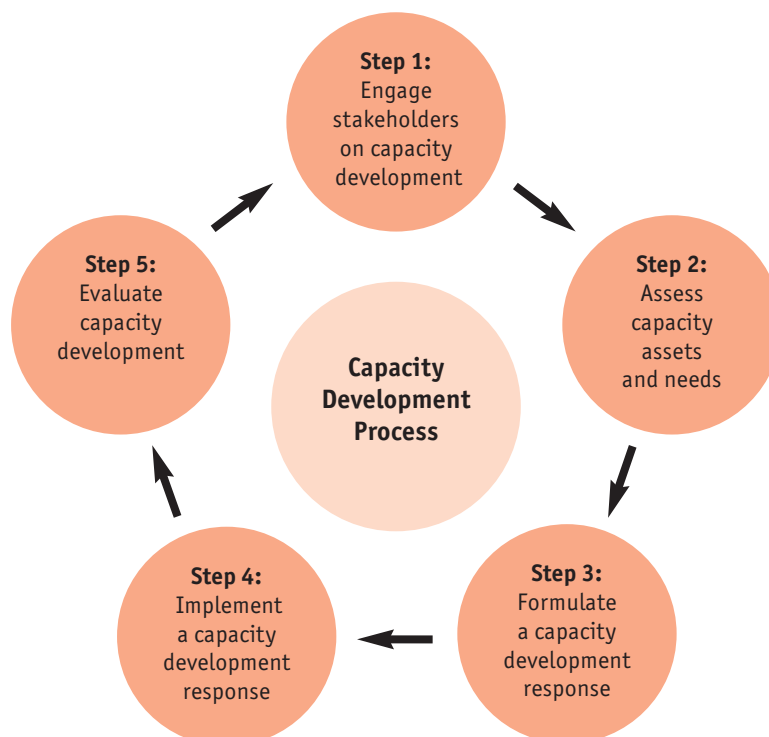 Step 1:
Engage
stakeholders
on capacity
development
Step 2:
Assess
capacity
assets
and needs
Step 3:
Formulate
a capacity
development
response
Step 4:
Implement
a capacity
development
response
Step 5:
Evaluate
capacity
development
Capacity
Development
Process